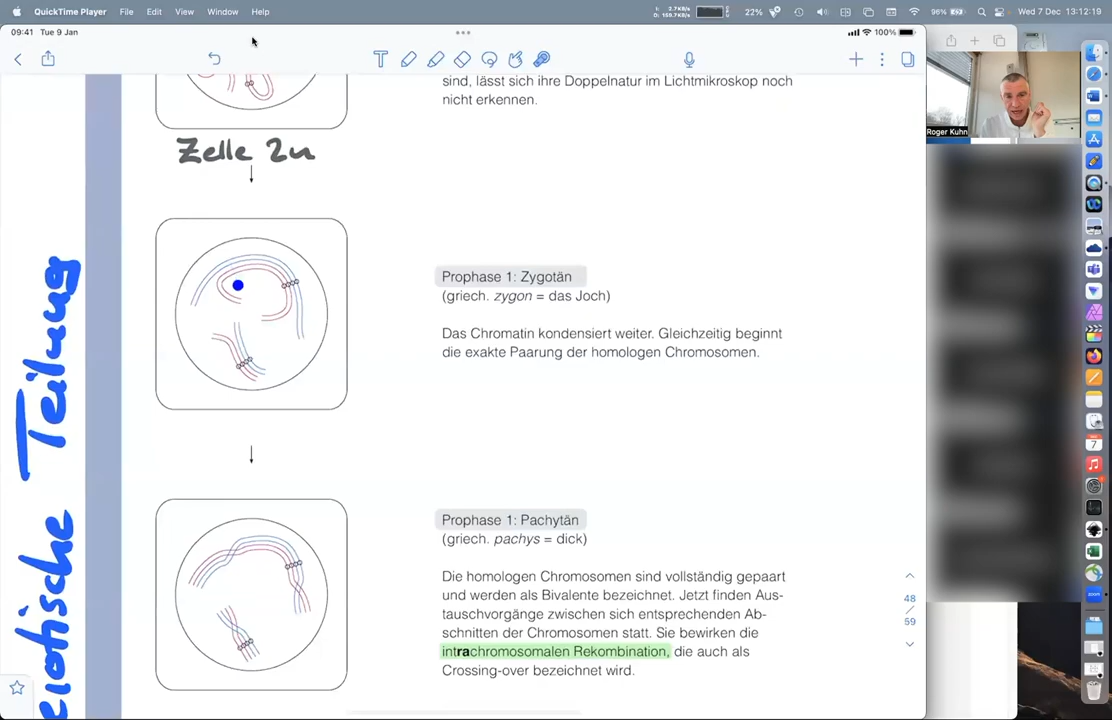 QuickTime Player File Edit View Window Help
22% 96% Wed 7 Dec 13:12:19
09:41 Tue 9 Jan
100%
sind, lässt sich ihre Doppelnatur im Lichtmikroskop noch
nicht erkennen.
Roger Kuhn
Zelle 2n
Prophase 1: Zygotän
(griech. zygon = das Joch)
Das Chromatin kondensiert weiter. Gleichzeitig beginnt
die exakte Paarung der homologen Chromosomen.
eiotische Teilung
Prophase 1: Pachytän
(griech. pachys = dick)
Die homologen Chromosomen sind vollständig gepaart
und werden als Bivalente bezeichnet. Jetzt finden Aus-
tauschvorgänge zwischen sich entsprechenden Ab-
schnitten der Chromosomen statt. Sie bewirken die
intrachromosomalen Rekombination, die auch als
Crossing-over bezeichnet wird.
48
/
59